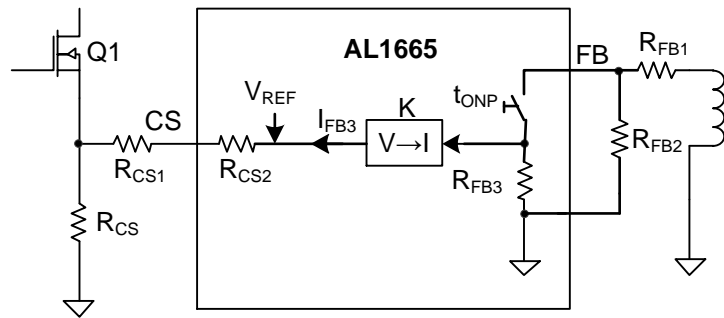 Q1
AL1665
FB
R_FB1
V_REF
t_ONP
CS
I_FB3
K
V→I
R_CS1
R_CS2
R_FB3
R_FB2
R_CS